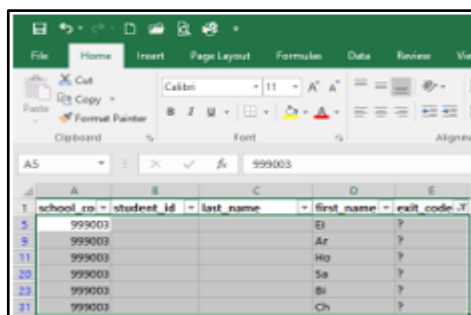 File Home Insert Page Layout Formulas Data Review Vi
Cut
Calibri 11 A A
Paste
Copy
B I U A
Format Painter
Clipboard Font Alignme
A5 fx 999003
A B C D E
1 school_co student_id last_name first_name exit_code
5 999003 El ?
9 999003 Ar ?
11 999003 Ho ?
20 999003 Sa ?
23 999003 Bi ?
31 999003 Ch ?